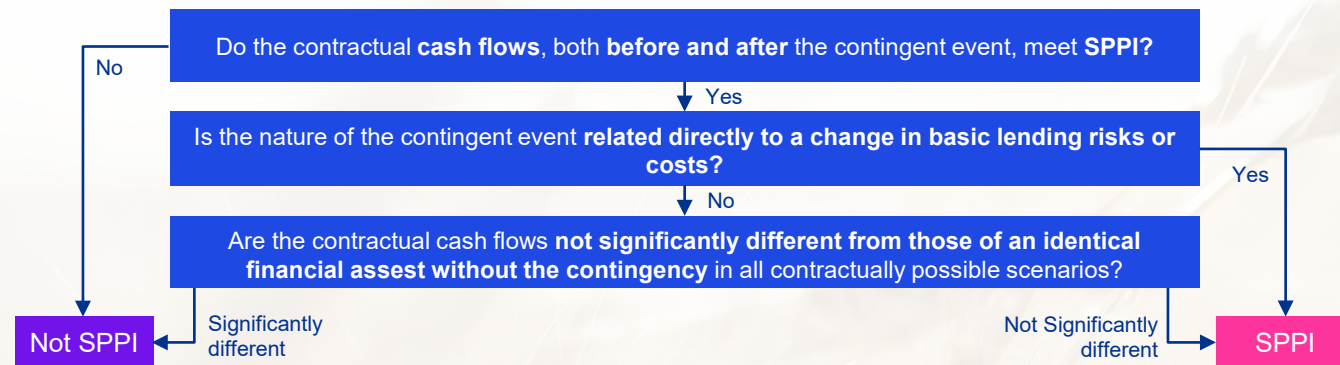 Do the contractual cash flows, both before and after the contingent event, meet SPPI?
No
Yes
Is the nature of the contingent event related directly to a change in basic lending risks or
costs?
Yes
No
Are the contractual cash flows not significantly different from those of an identical
financial assest without the contingency in all contractually possible scenarios?
Significantly
different
Not Significantly
different
Not SPPI
SPPI